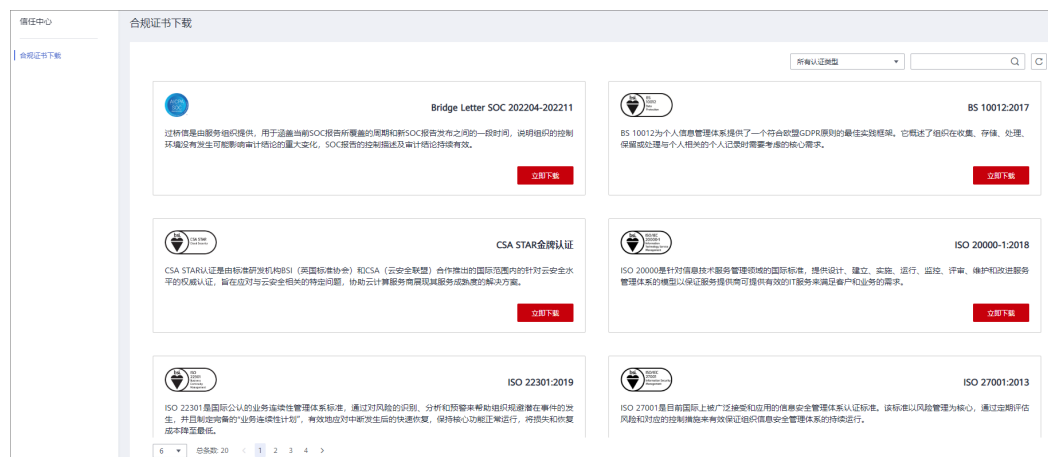 信任中心
合规证书下载
合规证书下载
所有认证类型
Bridge Letter SOC 202204-202211
过桥信是由服务组织提供，用于涵盖当前SOC报告所覆盖的周期和新SOC报告发布之间的一段时间，说明组织的控制
环境没有发生可能影响审计结论的重大变化，SOC报告的控制描述及审计结论持续有效。
立即下载
BS 10012:2017
BS 10012为个人信息管理体系提供了一个符合欧盟GDPR原则的最佳实践框架。它概述了组织在收集、存储、处理、
保留或处理与个人相关的个人记录时需要考虑的核心需求。
立即下载
CSA STAR
CSA STAR金牌认证
CSA STAR认证是由标准研发机构BSI（英国标准协会）和CSA（云安全联盟）合作推出的国际范围内的针对云安全水
平的权威认证，旨在应对与云安全相关的特定问题，协助云计算服务商展现其服务成熟度的解决方案。
立即下载
ISO 20000-1:2018
ISO 20000是针对信息技术服务管理领域的国际标准，提供设计、建立、实施、运行、监控、评审、维护和改进服务
管理体系的模型以保证服务提供商可提供有效的IT服务来满足客户和业务的需求。
立即下载
ISO 22301:2019
ISO 22301是国际公认的业务连续性管理体系标准，通过对风险的识别、分析和预警来帮助组织规避潜在事件的发
生，并且制定完备的“业务连续性计划”，有效地应对中断发生后的快速恢复，保持核心功能正常运行，将损失和恢复
成本降至最低。
ISO 27001:2013
ISO 27001是目前国际上被广泛接受和应用的信息安全管理体系认证标准。该标准以风险管理为核心，通过定期评估
风险和对应的控制措施来有效保证组织信息安全管理体系的持续运行。
6 总条数: 20 < 1 2 3 4 >